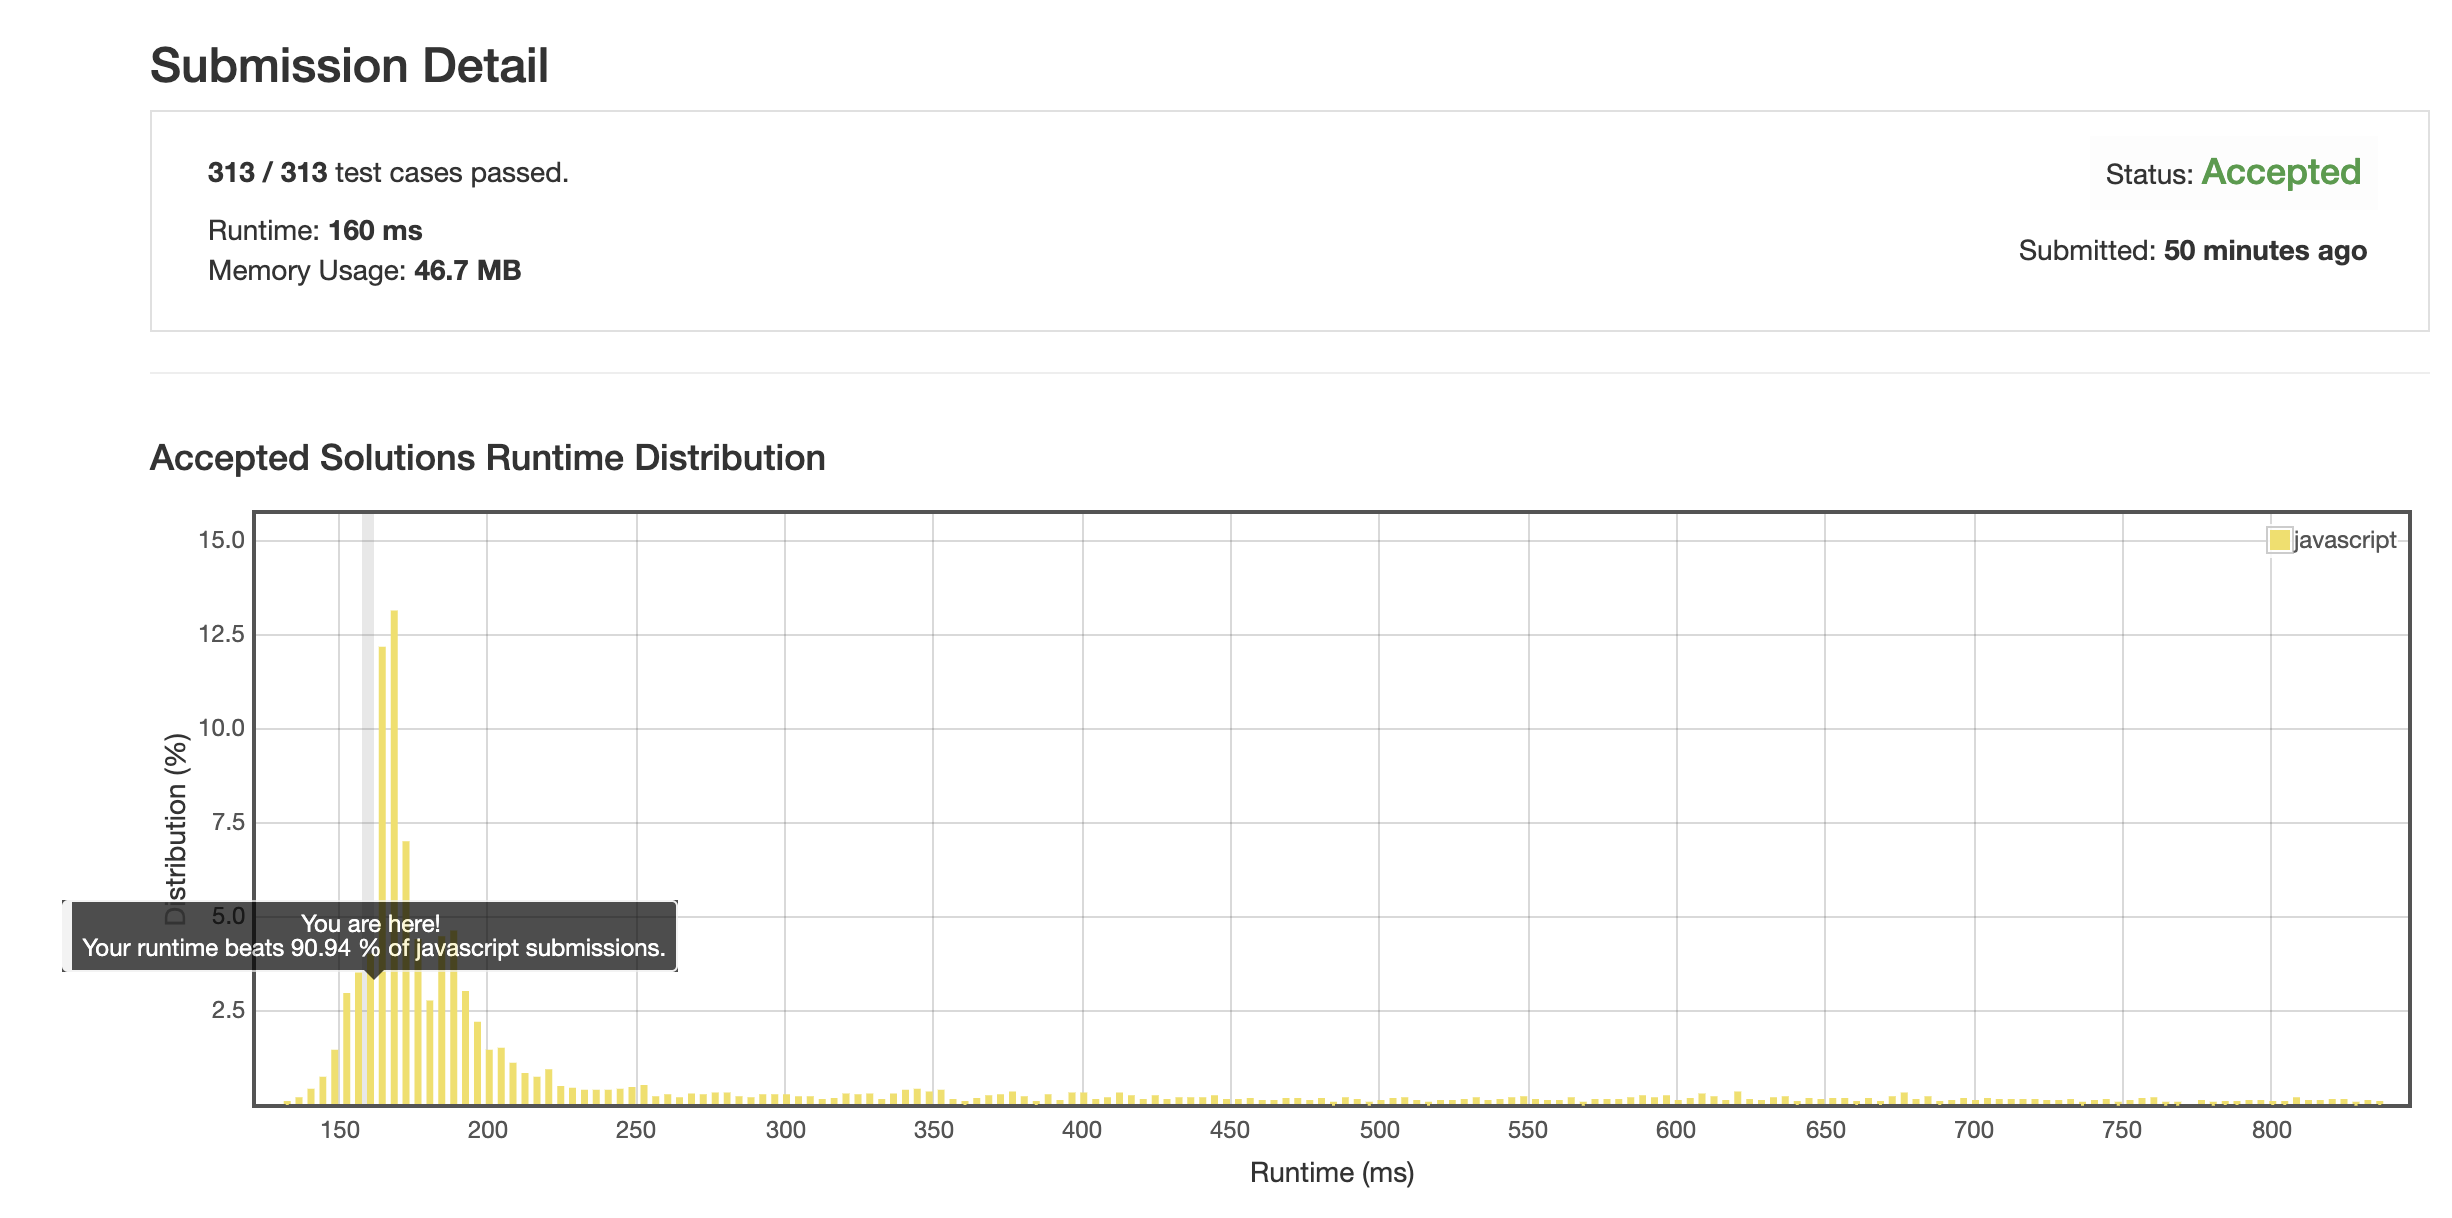 Submission Detail
313 / 313 test cases passed.
Status: Accepted
Runtime: 160 ms
Submitted: 50 minutes ago
Memory Usage: 46.7 MB
Accepted Solutions Runtime Distribution
javascript
Distribution (%)
15.0
12.5
10.0
7.5
5.0
2.5
You are here!
Your runtime beats 90.94 % of javascript submissions.
150 200 250 300 350 400 450 500 550 600 650 700 750 800
Runtime (ms)